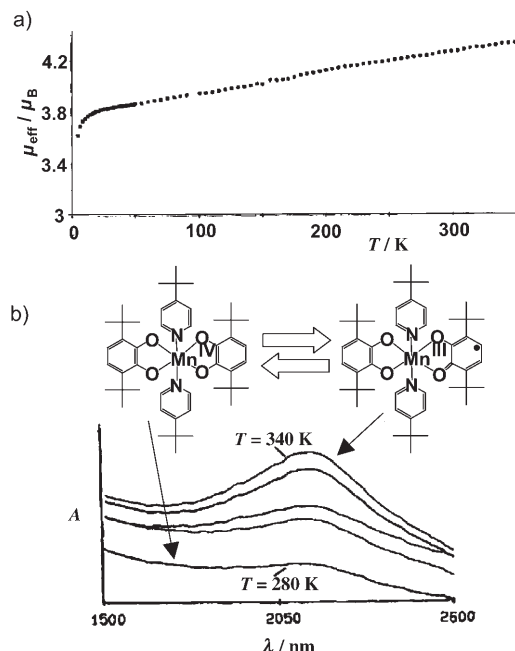 a)
4.2
3.8
3.4
3
μeff / μB
0
100
200
300
T / K
b)
N
O
O
IV
Mn
O
O
N
N
O
O
III
Mn
O
O
N
T = 340 K
A
T = 280 K
1500
2050
2600
λ / nm